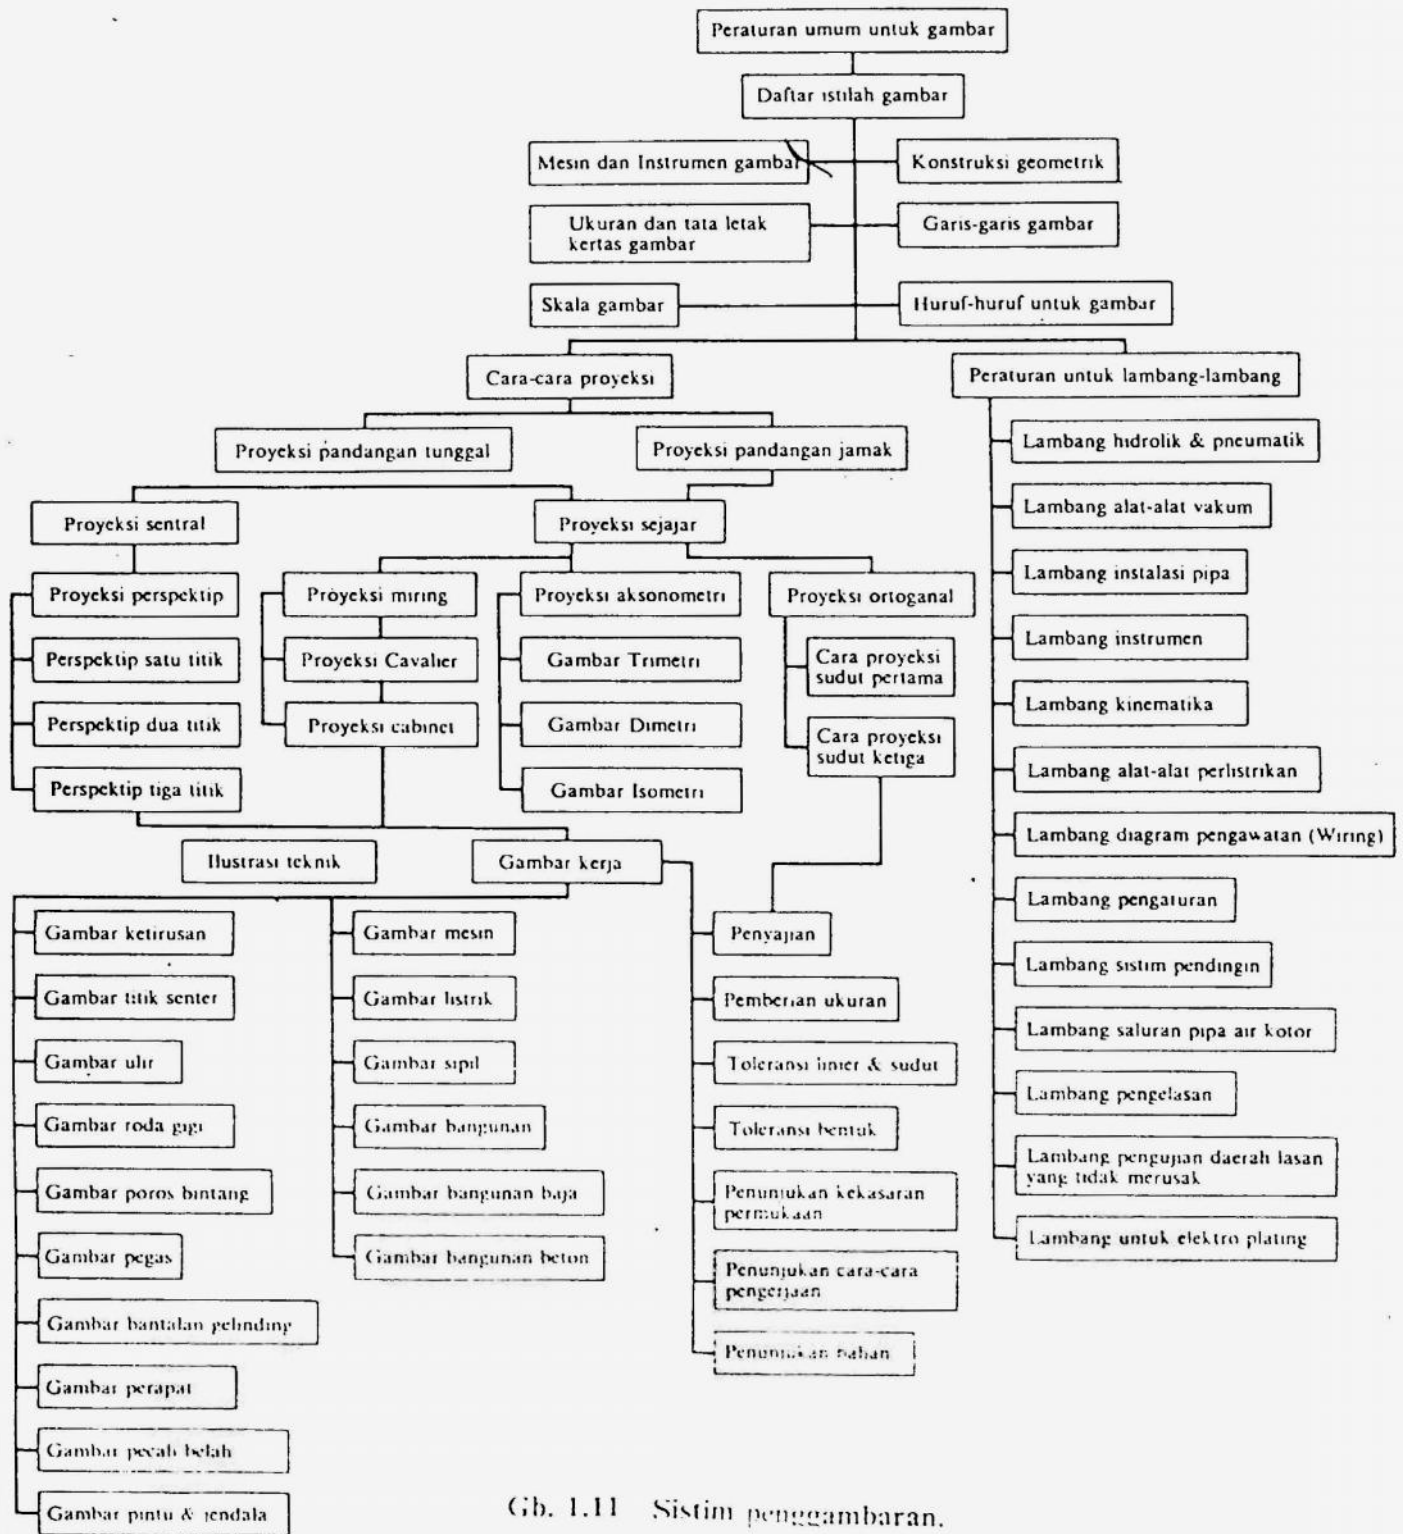 Peraturan umum untuk gambar
Daftar istilah gambar
Mesin dan Instrumen gambar
Konstruksi geometrik
Ukuran dan tata letak
kertas gambar
Garis-garis gambar
Skala gambar
Huruf-huruf untuk gambar
Cara-cara proyeksi
Peraturan untuk lambang-lambang
Proyeksi pandangan tunggal
Proyeksi pandangan jamak
Proyeksi sentral
Proyeksi sejajar
Proyeksi perspektip
Perspektip satu titik
Perspektip dua titik
Perspektip tiga titik
Proyeksi miring
Proyeksi Cavalier
Proyeksi cabinet
Proyeksi aksonometri
Gambar Trimetri
Gambar Dimetri
Gambar Isometri
Proyeksi ortoganal
Cara proyeksi
sudut pertama
Cara proyeksi
sudut ketiga
Lambang hidrolik & pneumatik
Lambang alat-alat vakum
Lambang instalasi pipa
Lambang instrumen
Lambang kinematika
Lambang alat-alat perlistrikan
Lambang diagram pengawatan (Wiring)
Lambang pengaturan
Lambang sistim pendingin
Lambang saluran pipa air kotor
Lambang pengelasan
Lambang pengujian daerah lasan
yang tidak merusak
Lambang untuk elektro plating
Ilustrasi teknik
Gambar kerja
Gambar ketirusan
Gambar titik senter
Gambar ulir
Gambar roda gigi
Gambar poros bintang
Gambar pegas
Gambar bantalan gelinding
Gambar perapat
Gambar pecah belah
Gambar pintu & jendala
Gambar mesin
Gambar listrik
Gambar sipil
Gambar bangunan
Gambar bangunan baja
Gambar bangunan beton
Penyajian
Pemberian ukuran
Toleransi linier & sudut
Toleransi bentuk
Penunjukan kekasaran
permukaan
Penunjukan cara-cara
pengerjaan
Penunjukan bahan
Gb. 1.11 Sistim penggambaran.